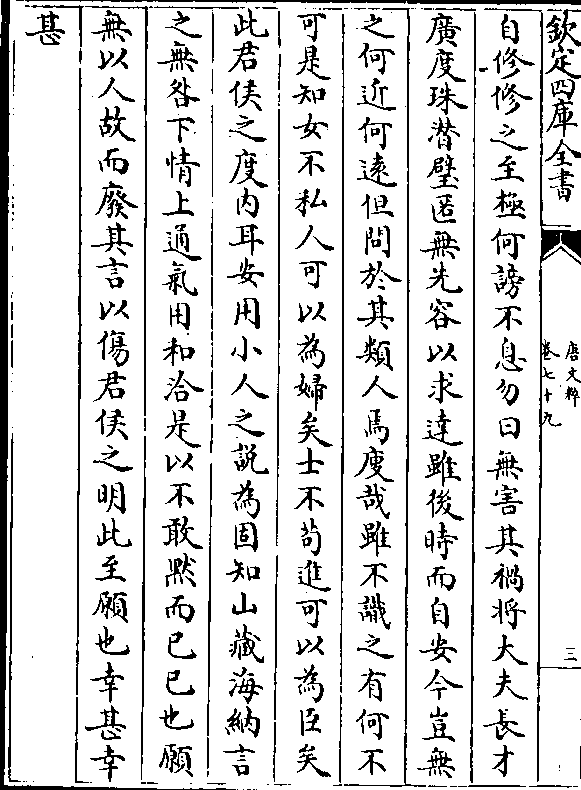 欽定四庫全書
唐文粹
卷七十九
三
自修修之至極何謗不息勿曰無害其禍將大夫長才
廣度珠潛璧匿無先容以求達雖後時而自安今豈無
之何近何遠但問於其類人焉廋哉雖不識之有何不
可是知女不私人可以為婦矣士不苟進可以為臣矣
此君侯之度内耳安用小人之説為固知山藏海納言
之無咎下情上通氣用和洽是以不敢黙而已已也願
無以人故而廢其言以傷君侯之明此至願也幸甚幸
甚